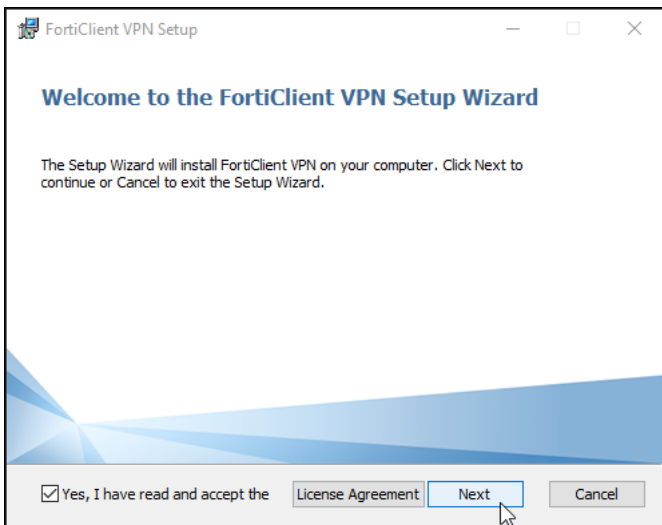 FortiClient VPN Setup
Welcome to the FortiClient VPN Setup Wizard
The Setup Wizard will install FortiClient VPN on your computer. Click Next to
continue or Cancel to exit the Setup Wizard.
Yes, I have read and accept the License Agreement Next Cancel